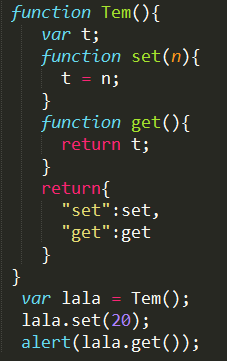 function Tem(){
var t;
function set(n){
t = n;
}
function get(){
return t;
}
return{
"set":set,
"get":get
}
}
var lala = Tem();
lala.set(20);
alert(lala.get());